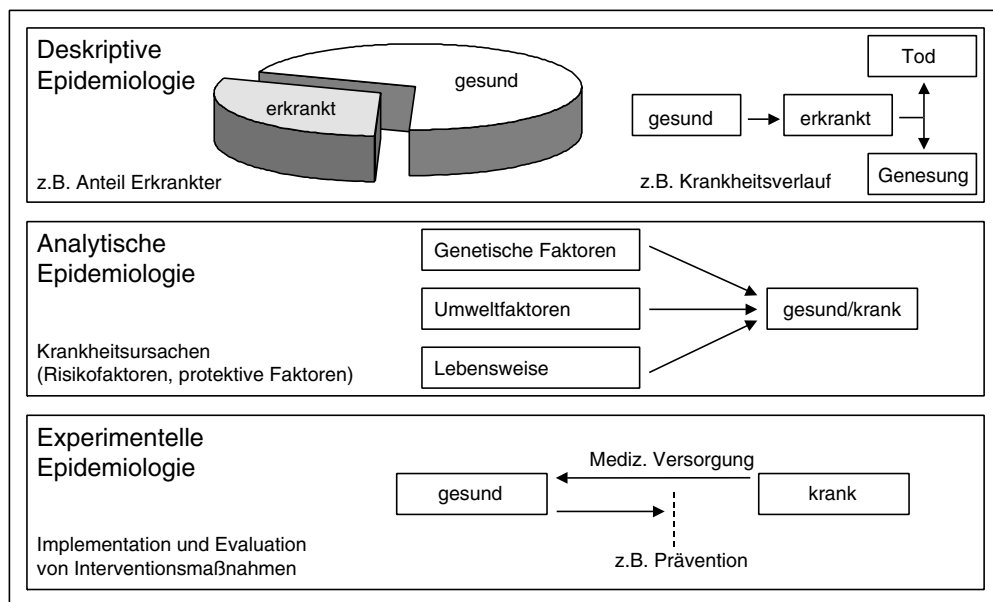 Deskriptive
Epidemiologie
gesund
erkrankt
z.B. Anteil Erkrankter
Tod
gesund
erkrankt
Genesung
z.B. Krankheitsverlauf
Analytische
Epidemiologie
Krankheitsursachen
(Risikofaktoren, protektive Faktoren)
Genetische Faktoren
Umweltfaktoren
Lebensweise
gesund/krank
Experimentelle
Epidemiologie
Implementation und Evaluation
von Interventionsmaßnahmen
Mediz. Versorgung
gesund
krank
z.B. Prävention